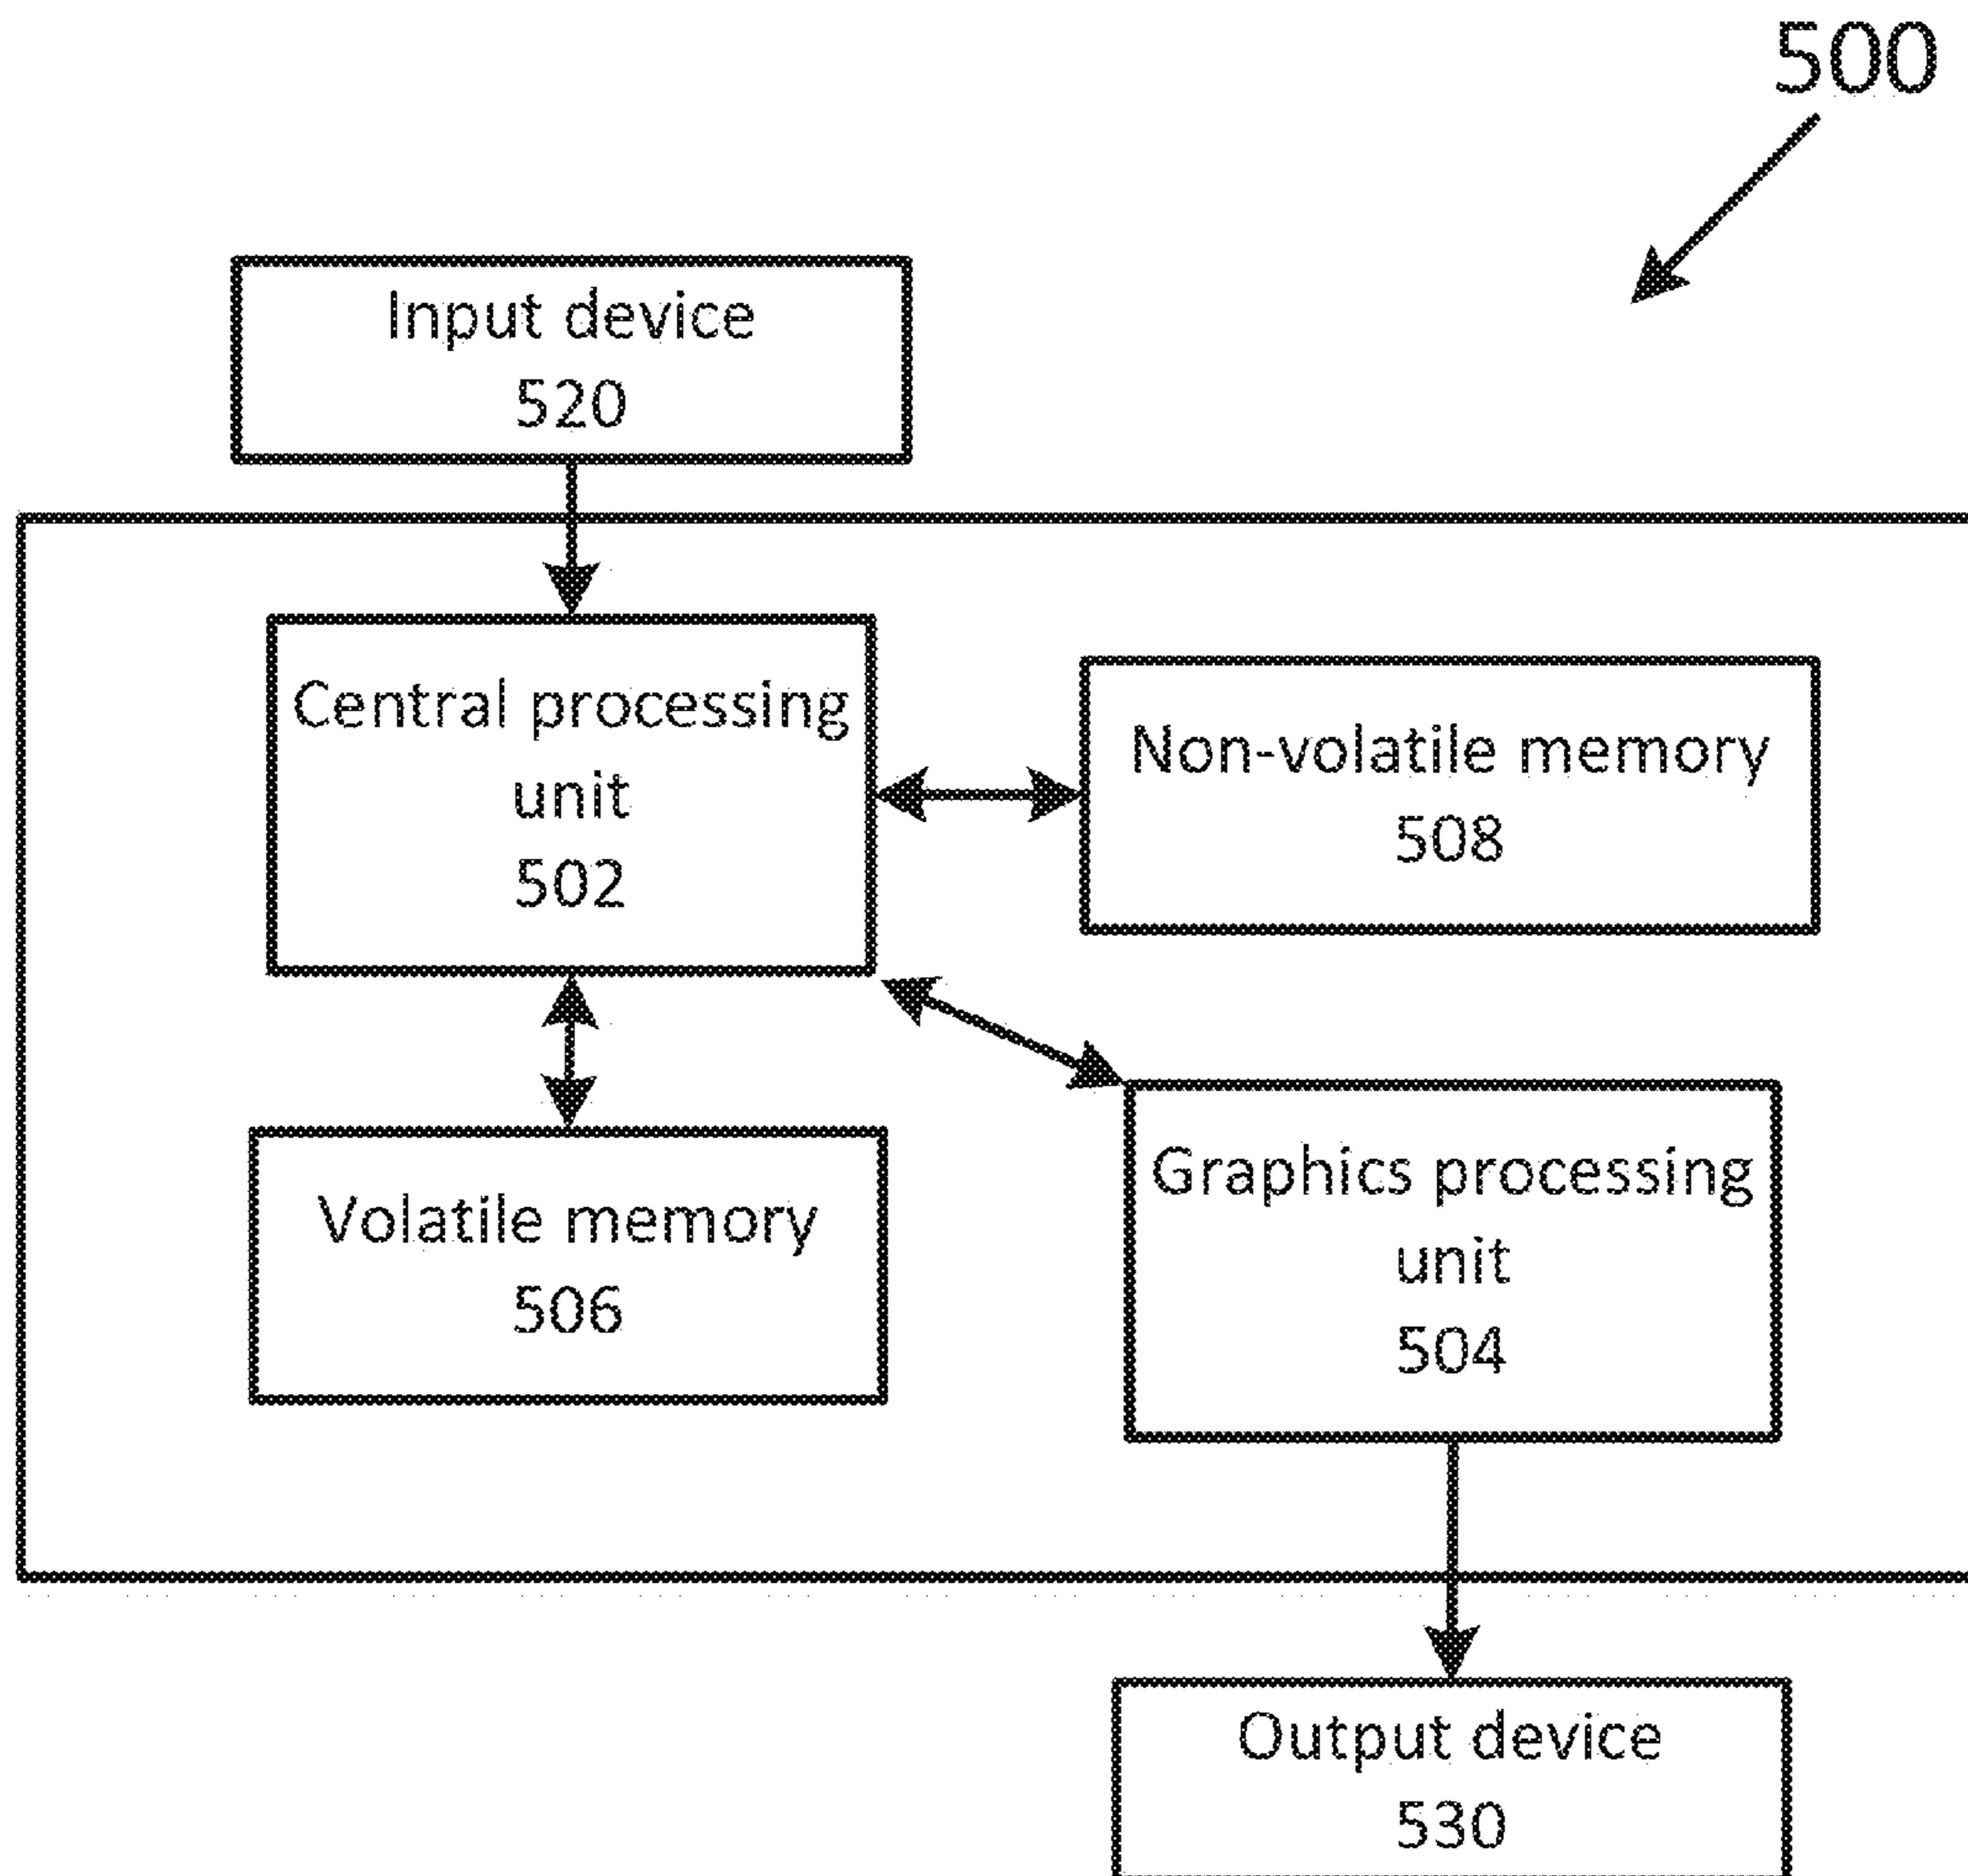 500
Input device
520
Central processing
unit
502
Non-volatile memory
508
Volatile memory
506
Graphics processing
unit
504
Output device
530